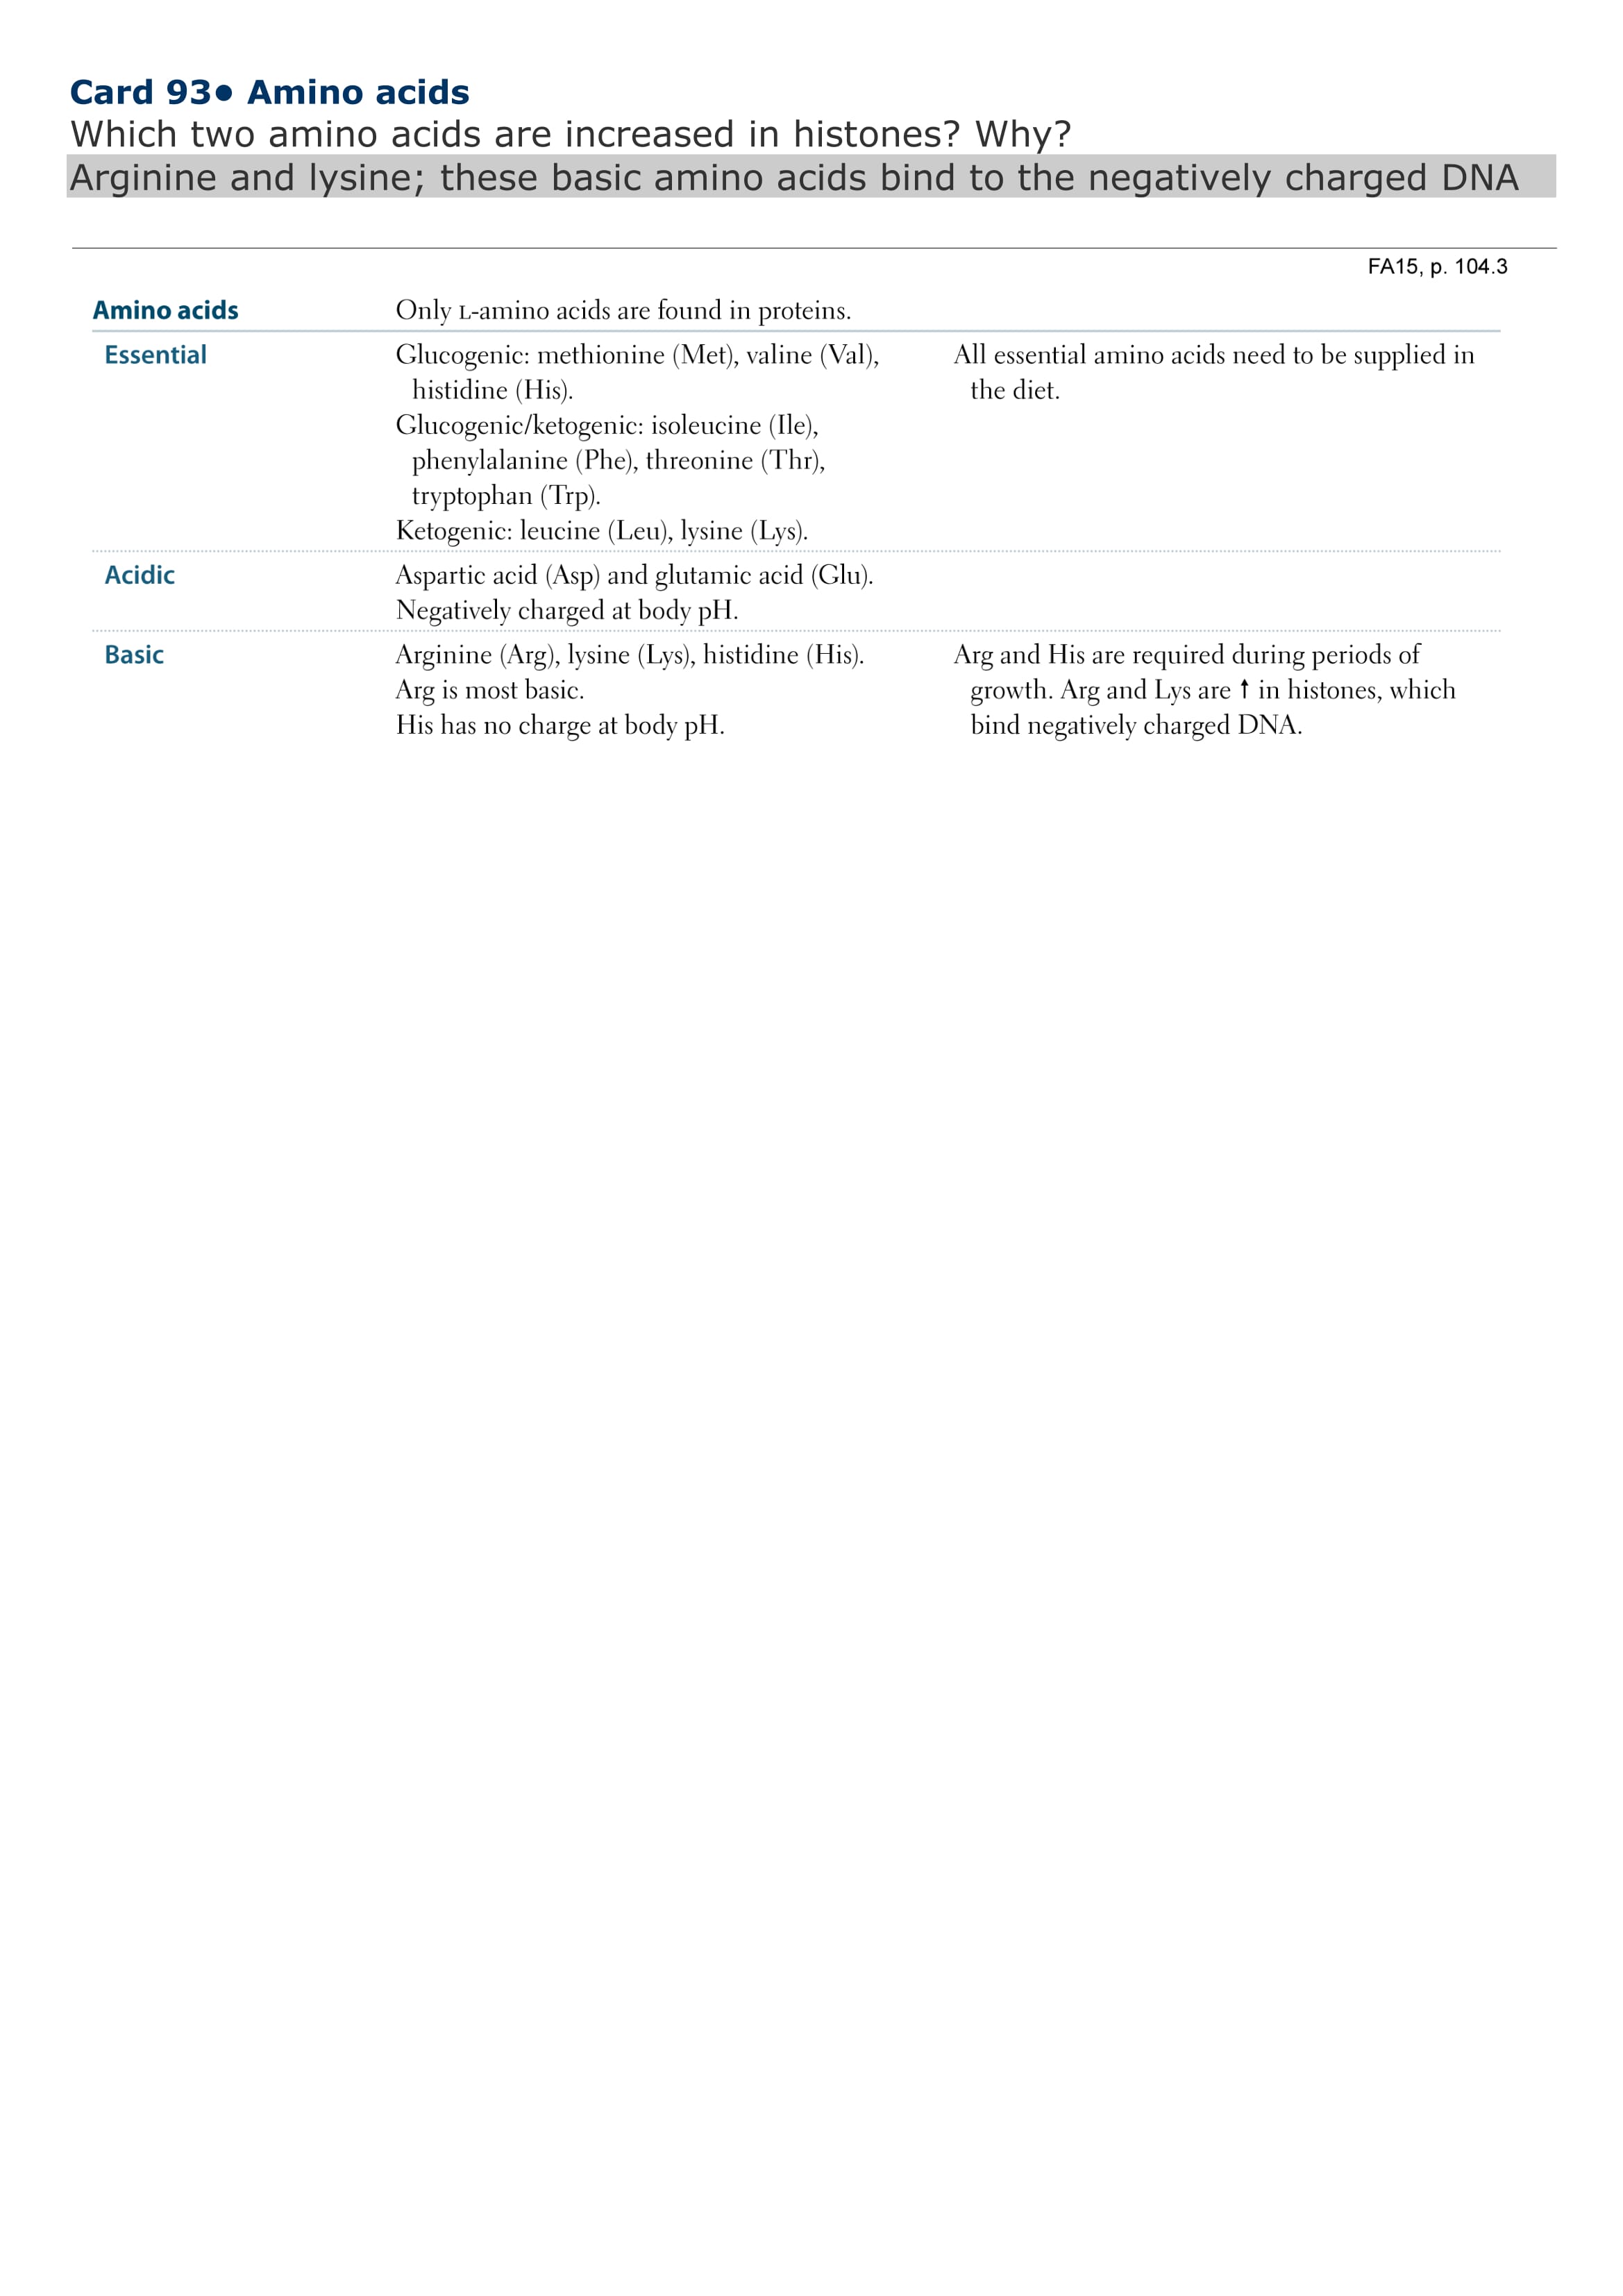 Card 93● Amino acids
Which two amino acids are increased in histones? Why?
Arginine and lysine; these basic amino acids bind to the negatively charged DNA
FA15, p. 104.3
Amino acids
Only L-amino acids are found in proteins.
Essential
Glucogenic: methionine (Met), valine (Val),
histidine (His).
Glucogenic/ketogenic: isoleucine (Ile),
phenylalanine (Phe), threonine (Thr),
tryptophan (Trp).
Ketogenic: leucine (Leu), lysine (Lys).
All essential amino acids need to be supplied in
the diet.
Acidic
Aspartic acid (Asp) and glutamic acid (Glu).
Negatively charged at body pH.
Basic
Arginine (Arg), lysine (Lys), histidine (His).
Arg is most basic.
His has no charge at body pH.
Arg and His are required during periods of
growth. Arg and Lys are ↑ in histones, which
bind negatively charged DNA.